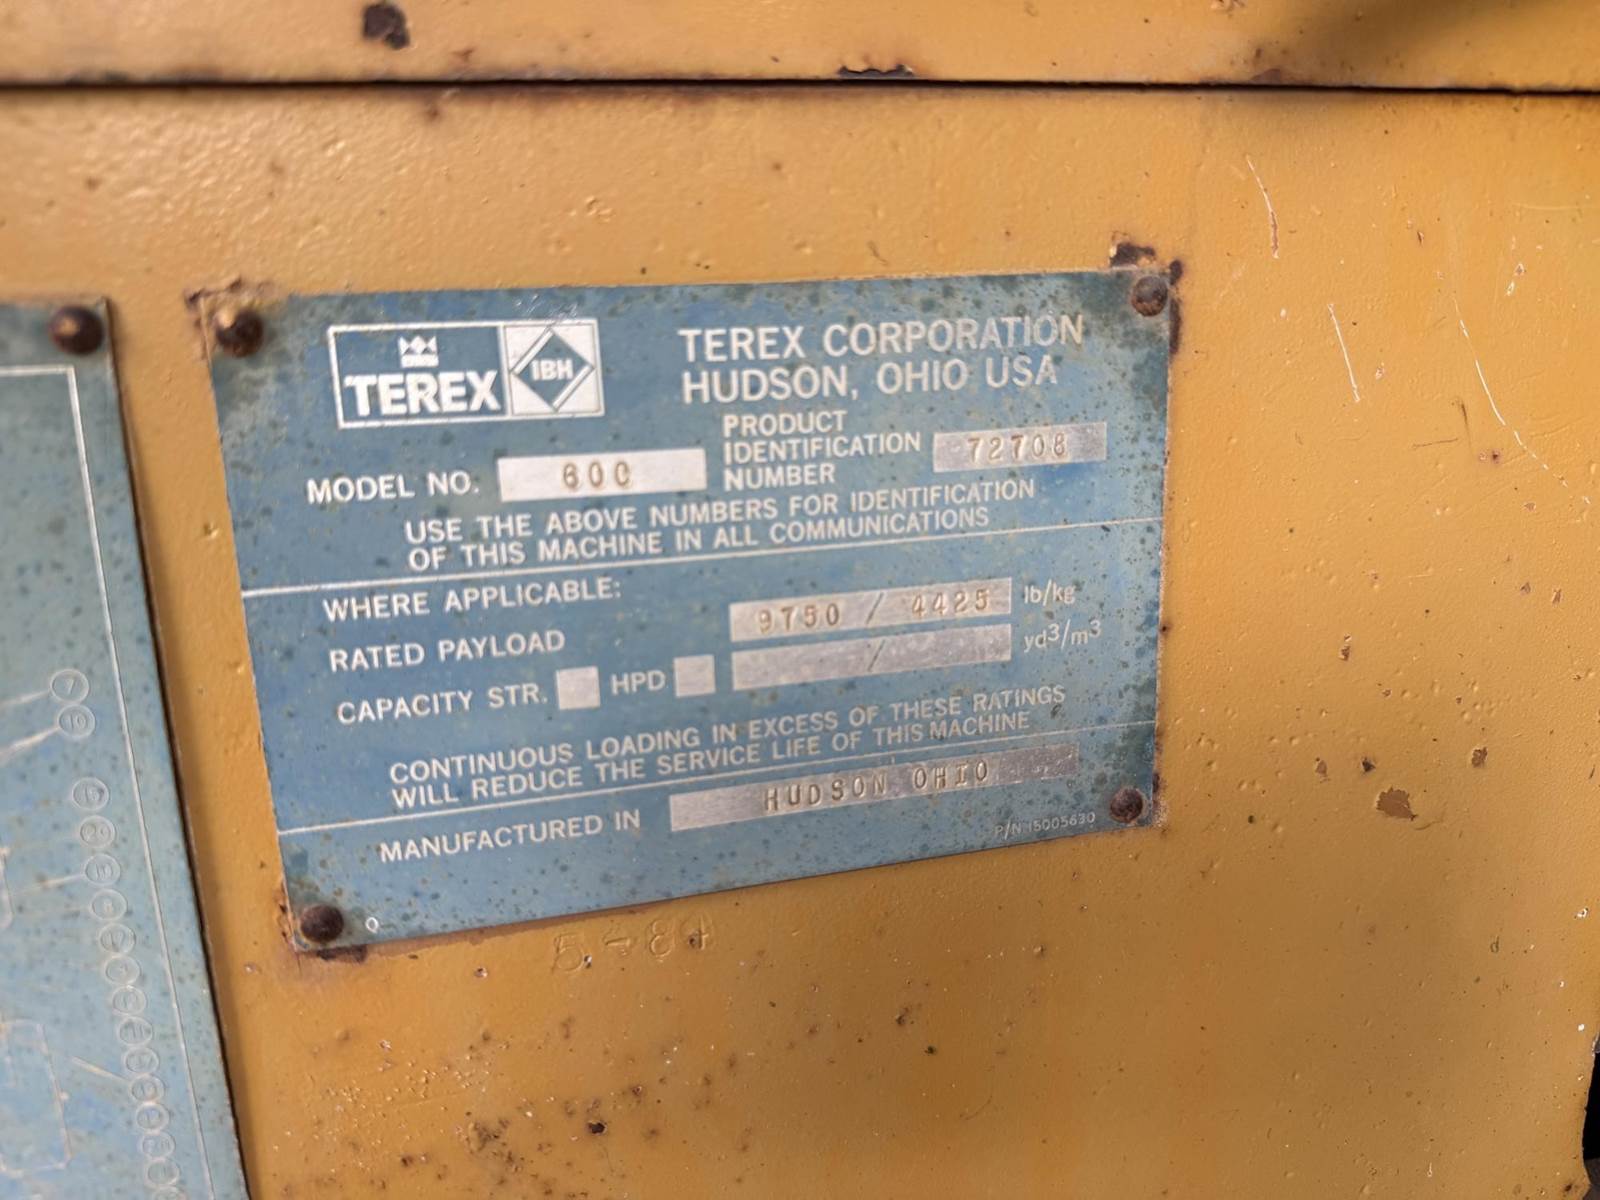 TEREX
IBH
TEREX CORPORATION
HUDSON, OHIO USA
MODEL NO. 600
PRODUCT
IDENTIFICATION
NUMBER
72708
USE THE ABOVE NUMBERS FOR IDENTIFICATION
OF THIS MACHINE IN ALL COMMUNICATIONS
WHERE APPLICABLE:
RATED PAYLOAD 9750 / 4425 lb/kg
CAPACITY STR. HPD / yd³/m³
CONTINUOUS LOADING IN EXCESS OF THESE RATINGS
WILL REDUCE THE SERVICE LIFE OF THIS MACHINE
MANUFACTURED IN HUDSON OHIO
P/N 15005630